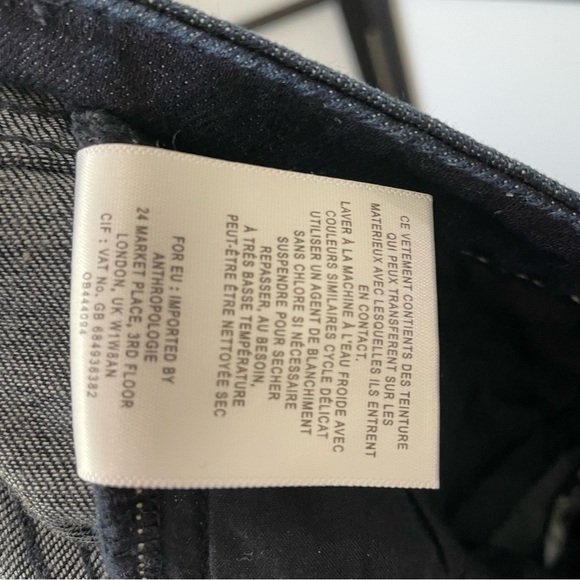 CE VETEMENT CONTIENTS DES TEINTURE
QUI PEUX TRANSFERENT SUR LES
MATERIEUX AVEC LESQUELLES ILS ENTRENT
EN CONTACT.
LAVER À LA MACHINE À L'EAU FROIDE AVEC
COULEURS SIMILAIRES CYCLE DÉLICAT
UTILISER UN AGENT DE BLANCHIMENT
SANS CHLORE SI NÉCESSAIRE
SUSPENDRE POUR SECHER
REPASSER, AU BESOIN,
À TRÈS BASSE TEMPÉRATURE
PEUT-ÊTRE ÊTRE NETTOYÉE SEC
FOR EU : IMPORTED BY
ANTHROPOLOGIE
24 MARKET PLACE, 3RD FLOOR
LONDON, UK W1W8AN
CIF : VAT No. GB 684936382
OB444094